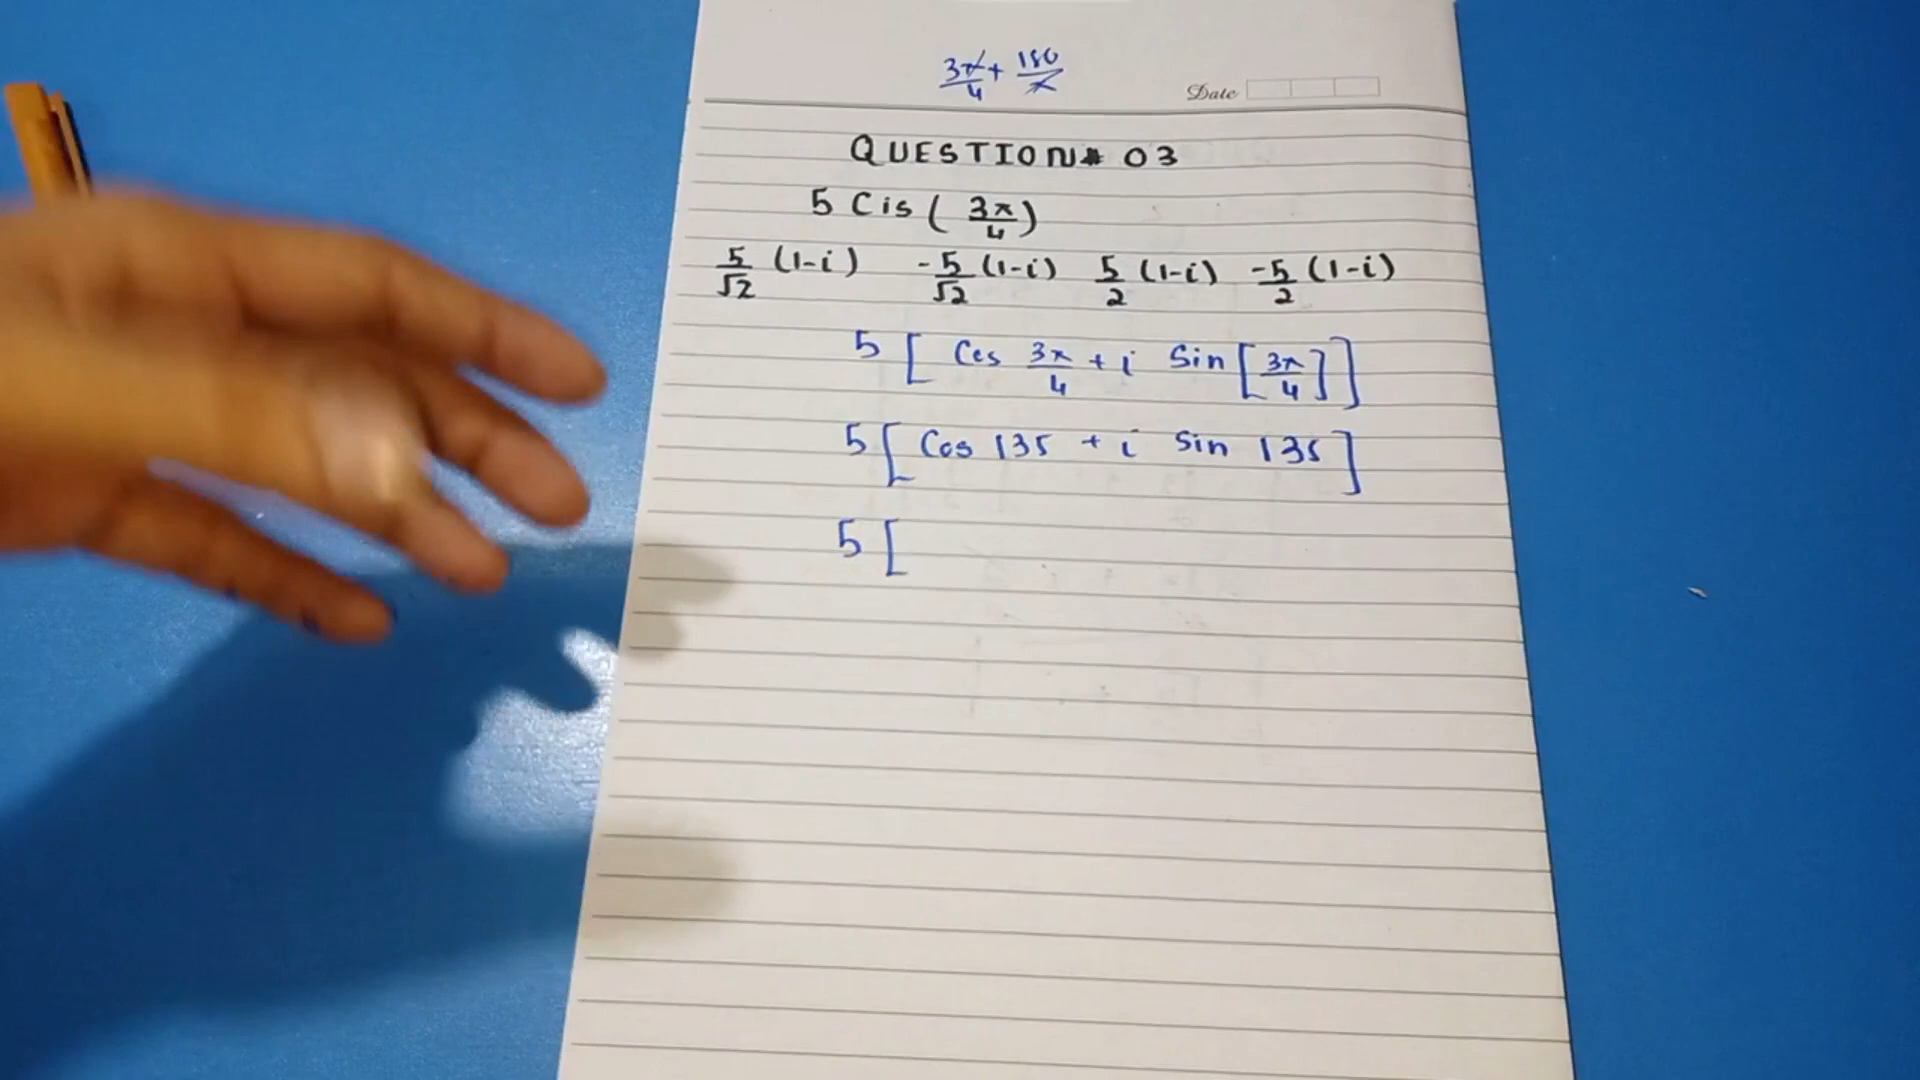 3π/4 + 180/π
Date
QUESTION# 03
5 Cis ( 3π/4 )
5/√2 (1-i) -5/√2 (1-i) 5/2 (1-i) -5/2 (1-i)
5 [ Cos 3π/4 + i Sin [ 3π/4 ] ]
5 [ Cos 135 + i Sin 135 ]
5 [